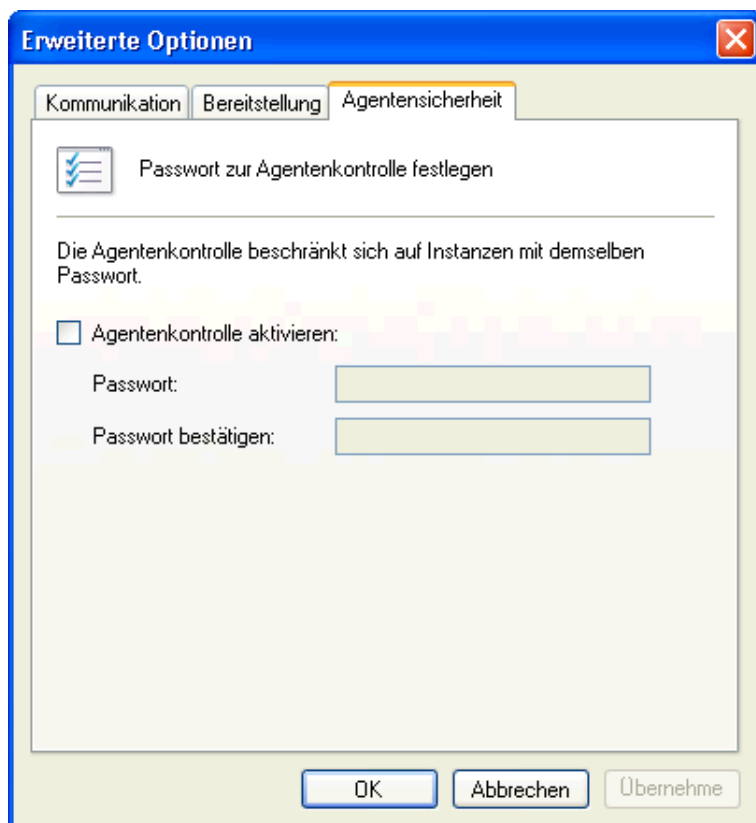 Erweiterte Optionen
Kommunikation Bereitstellung Agentensicherheit
Passwort zur Agentenkontrolle festlegen
Die Agentenkontrolle beschränkt sich auf Instanzen mit demselben
Passwort.
Agentenkontrolle aktivieren:
Passwort:
Passwort bestätigen:
OK Abbrechen Übernehme